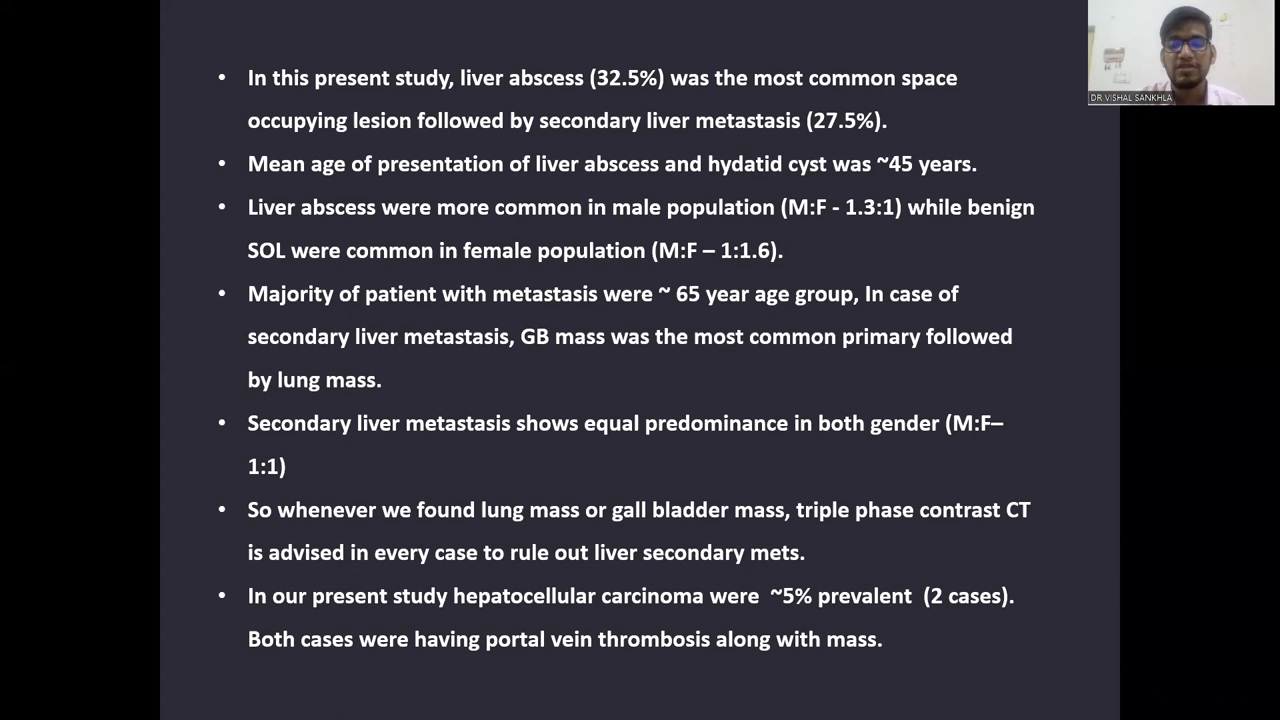 • In this present study, liver abscess (32.5%) was the most common space
occupying lesion followed by secondary liver metastasis (27.5%).
• Mean age of presentation of liver abscess and hydatid cyst was ~45 years.
• Liver abscess were more common in male population (M:F - 1.3:1) while benign
SOL were common in female population (M:F – 1:1.6).
• Majority of patient with metastasis were ~ 65 year age group, In case of
secondary liver metastasis, GB mass was the most common primary followed
by lung mass.
• Secondary liver metastasis shows equal predominance in both gender (M:F–
1:1)
• So whenever we found lung mass or gall bladder mass, triple phase contrast CT
is advised in every case to rule out liver secondary mets.
• In our present study hepatocellular carcinoma were ~5% prevalent (2 cases).
Both cases were having portal vein thrombosis along with mass.
DR VISHAL SANKHLA